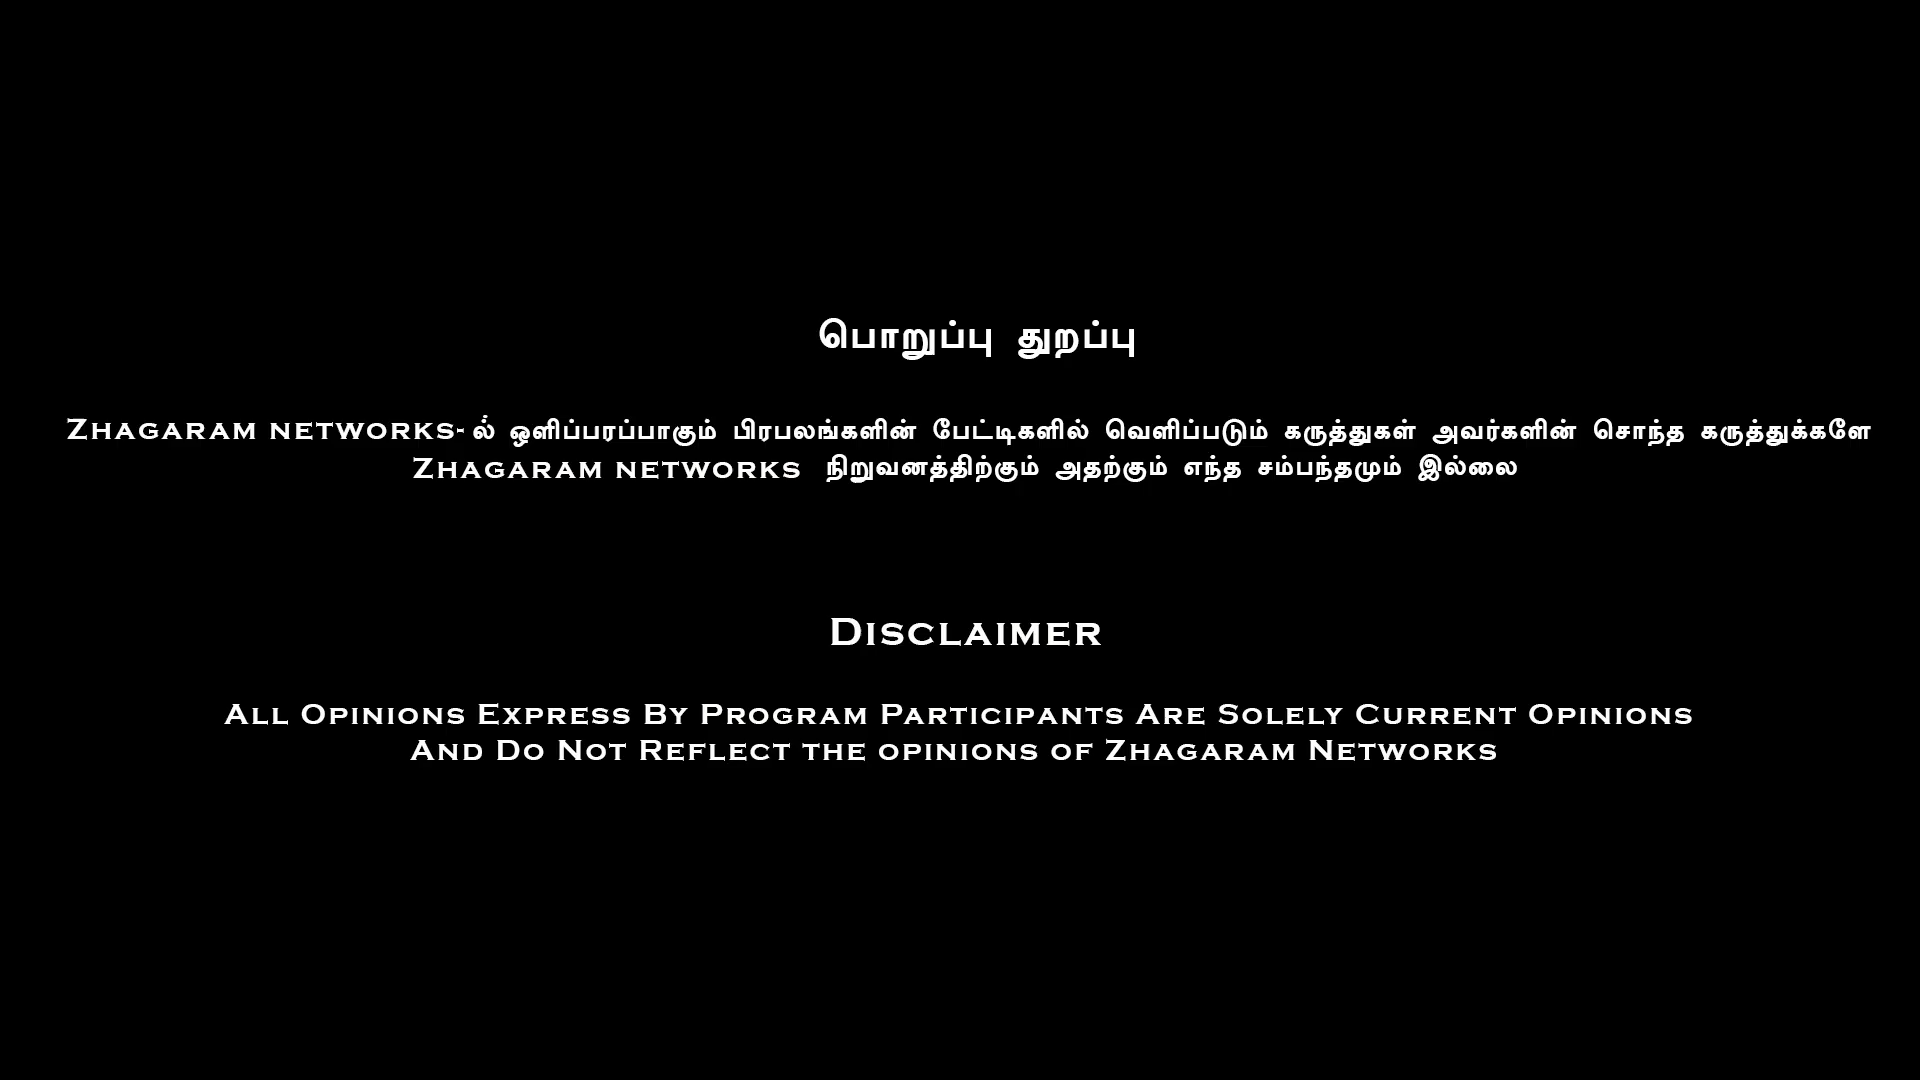 பொறுப்பு துறப்பு
Zhagaram networks-ல் ஒளிப்பரப்பாகும் பிரபலங்களின் பேட்டிகளில் வெளிப்படும் கருத்துகள் அவர்களின் சொந்த கருத்துக்களே
Zhagaram networks நிறுவனத்திற்கும் அதற்கும் எந்த சம்பந்தமும் இல்லை
Disclaimer
All Opinions Express By Program Participants Are Solely Current Opinions
And Do Not Reflect the opinions of Zhagaram Networks